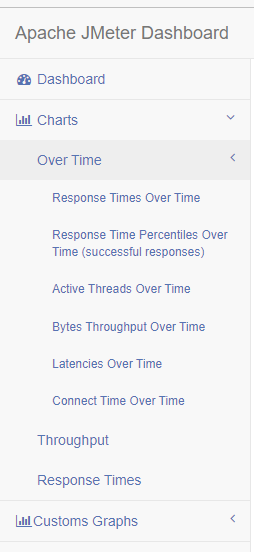 Apache JMeter Dashboard
Dashboard
Charts
Over Time
Response Times Over Time
Response Time Percentiles Over
Time (successful responses)
Active Threads Over Time
Bytes Throughput Over Time
Latencies Over Time
Connect Time Over Time
Throughput
Response Times
Customs Graphs